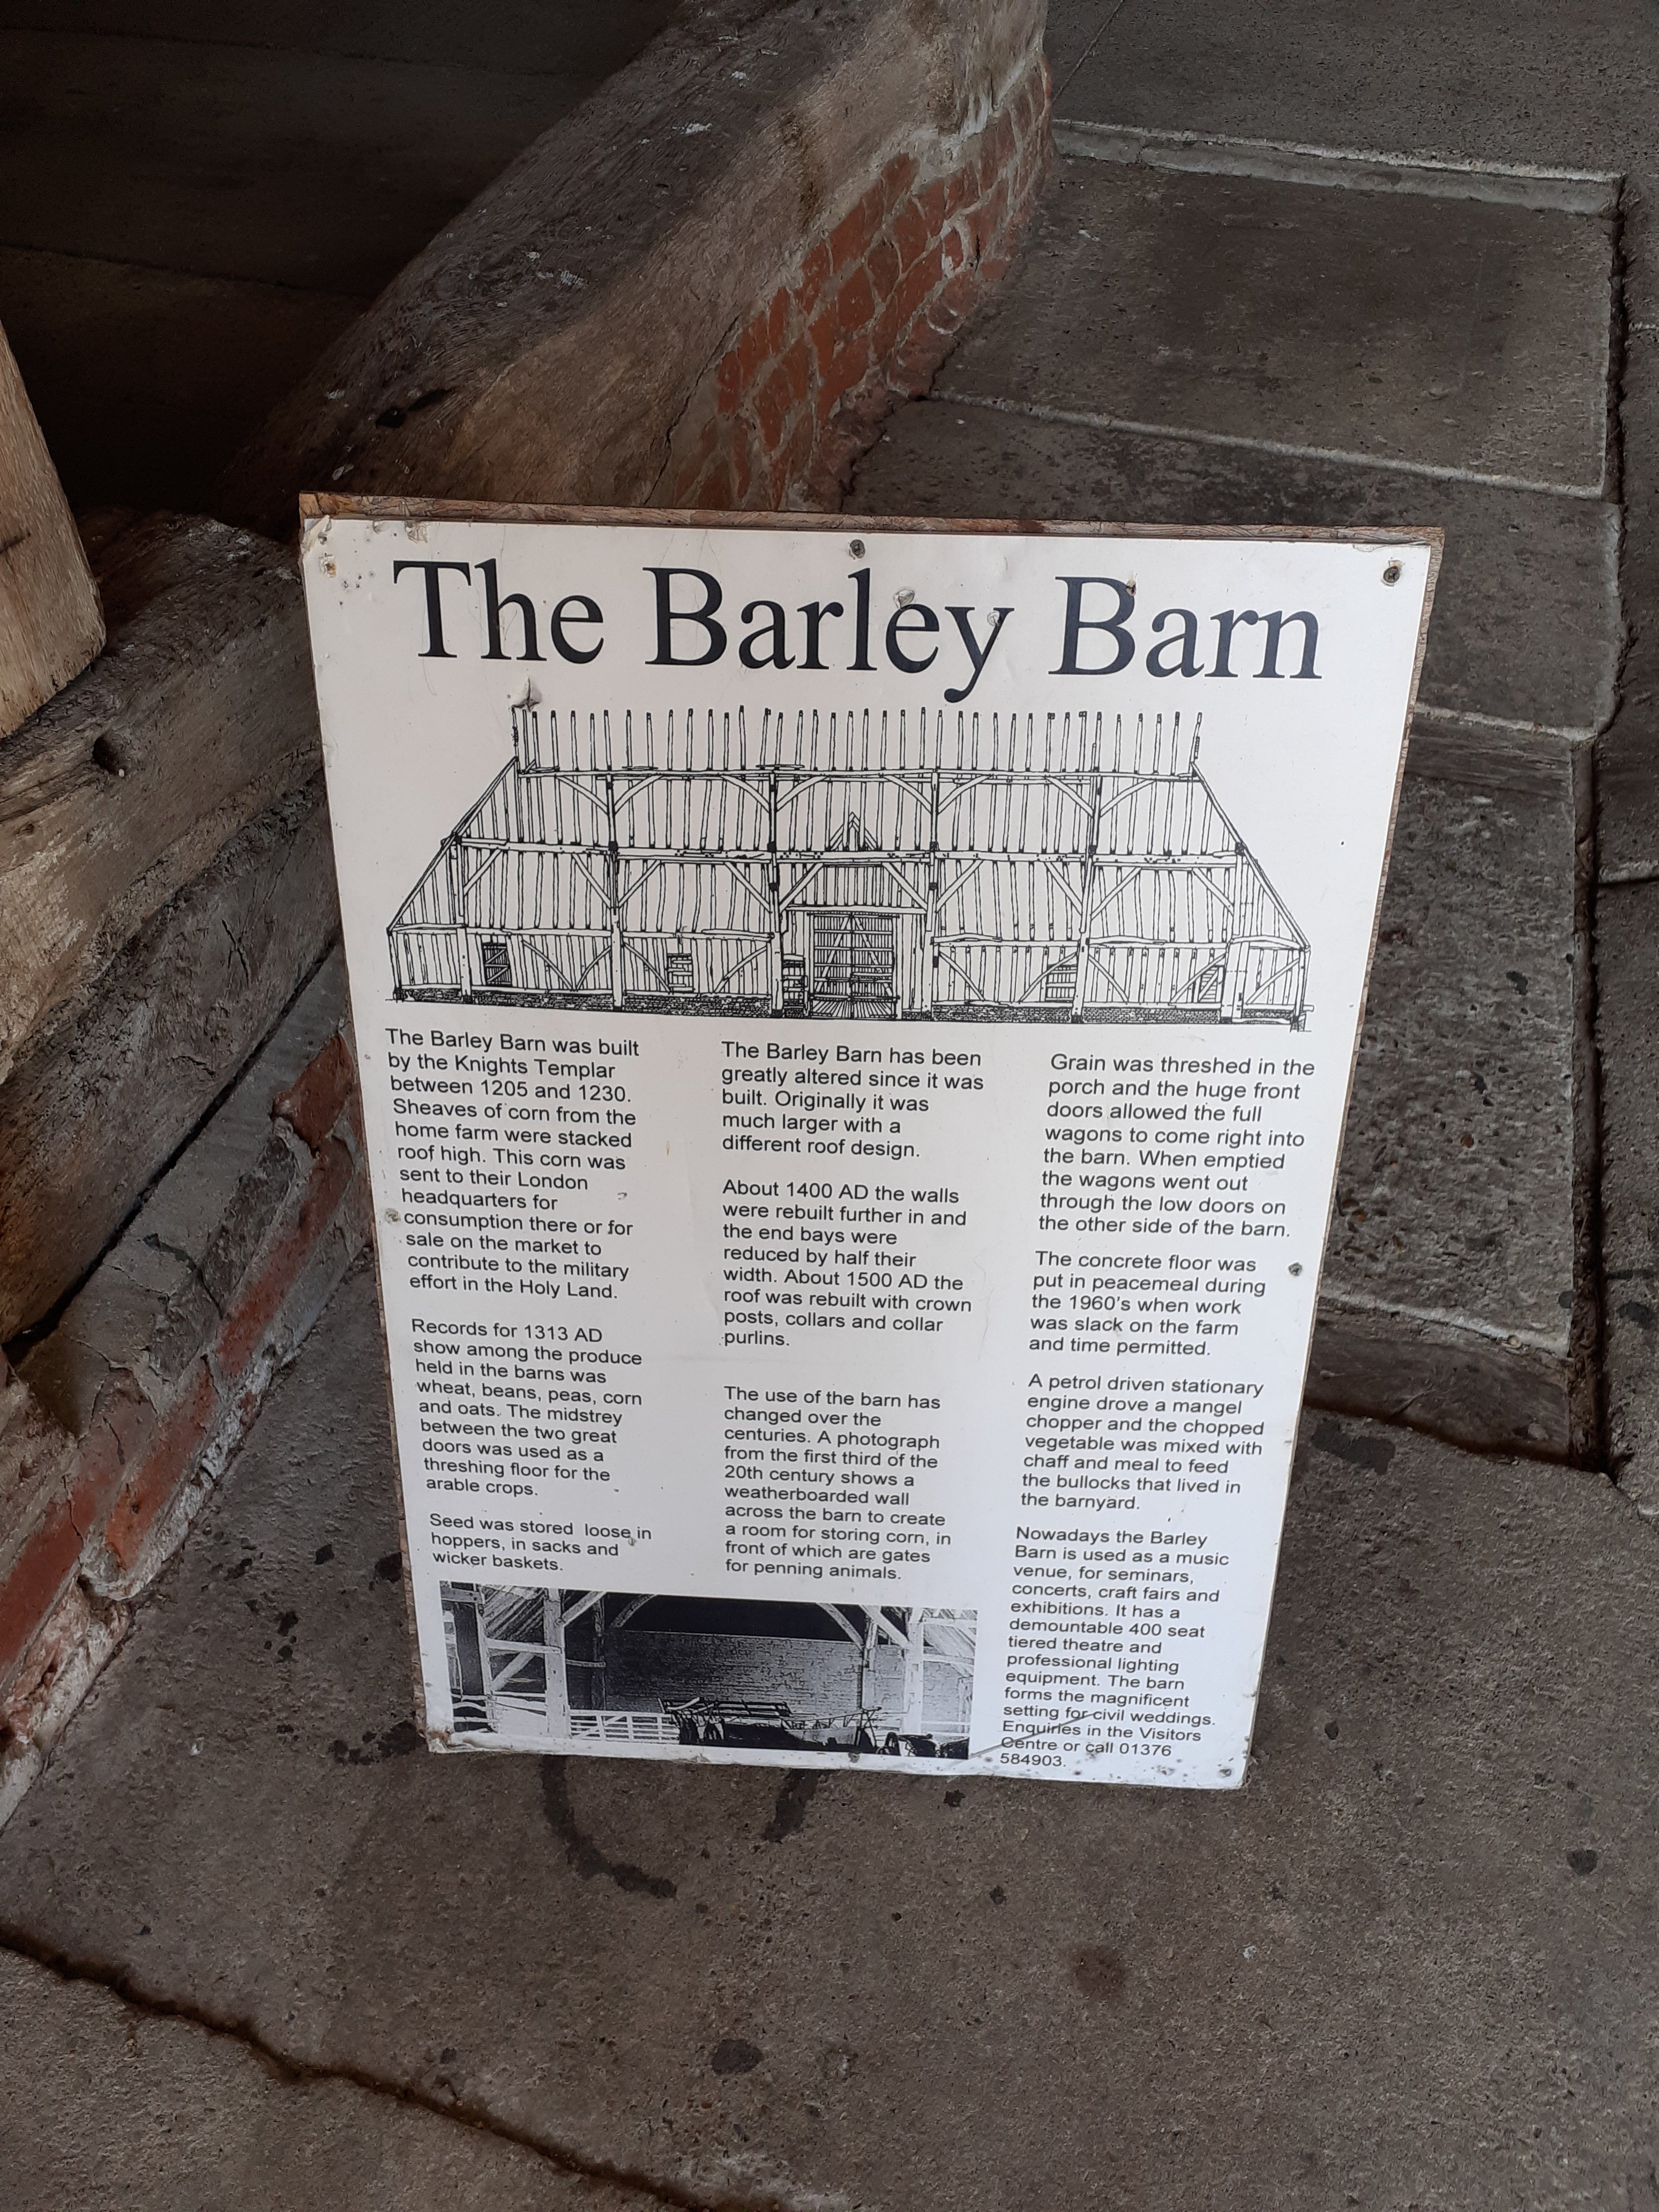 The Barley Barn
The Barley Barn was built
by the Knights Templar
between 1205 and 1230.
Sheaves of corn from the
home farm were stacked
roof high. This corn was
sent to their London
headquarters for
consumption there or for
sale on the market to
contribute to the military
effort in the Holy Land.
Records for 1313 AD
show among the produce
held in the barns was
wheat, beans, peas, corn
and oats. The midstrey
between the two great
doors was used as a
threshing floor for the
arable crops.
Seed was stored loose in
hoppers, in sacks and
wicker baskets.
The Barley Barn has been
greatly altered since it was
built. Originally it was
much larger with a
different roof design.
About 1400 AD the walls
were rebuilt further in and
the end bays were
reduced by half their
width. About 1500 AD the
roof was rebuilt with crown
posts, collars and collar
purlins.
The use of the barn has
changed over the
centuries. A photograph
from the first third of the
20th century shows a
weatherboarded wall
across the barn to create
a room for storing corn, in
front of which are gates
for penning animals.
Grain was threshed in the
porch and the huge front
doors allowed the full
wagons to come right into
the barn. When emptied
the wagons went out
through the low doors on
the other side of the barn.
The concrete floor was
put in peacemeal during
the 1960's when work
was slack on the farm
and time permitted.
A petrol driven stationary
engine drove a mangel
chopper and the chopped
vegetable was mixed with
chaff and meal to feed
the bullocks that lived in
the barnyard.
Nowadays the Barley
Barn is used as a music
venue, for seminars,
concerts, craft fairs and
exhibitions. It has a
demountable 400 seat
tiered theatre and
professional lighting
equipment. The barn
forms the magnificent
setting for civil weddings.
Enquiries in the Visitors
Centre or call 01376
584903.